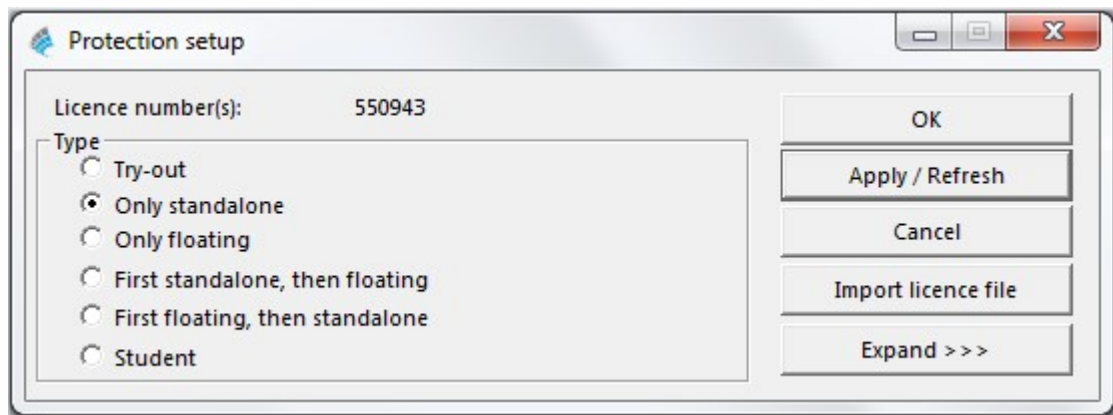 Protection setup
Licence number(s): 550943
Type
Try-out
Only standalone
Only floating
First standalone, then floating
First floating, then standalone
Student
OK
Apply / Refresh
Cancel
Import licence file
Expand >>>